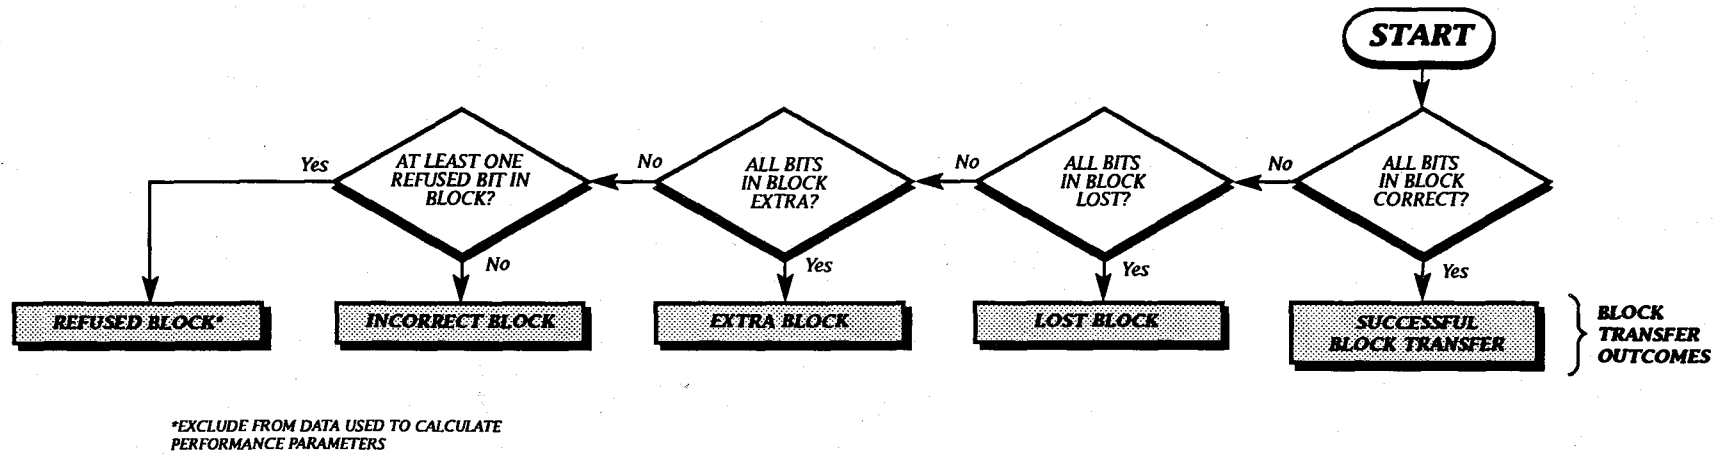 START
AT LEAST ONE
REFUSED BIT IN
BLOCK?
Yes
No
ALL BITS
IN BLOCK
EXTRA?
No
Yes
ALL BITS
IN BLOCK
LOST?
No
Yes
ALL BITS
IN BLOCK
CORRECT?
No
Yes
REFUSED BLOCK*
INCORRECT BLOCK
EXTRA BLOCK
LOST BLOCK
SUCCESSFUL
BLOCK TRANSFER
BLOCK
TRANSFER
OUTCOMES
*EXCLUDE FROM DATA USED TO CALCULATE
PERFORMANCE PARAMETERS